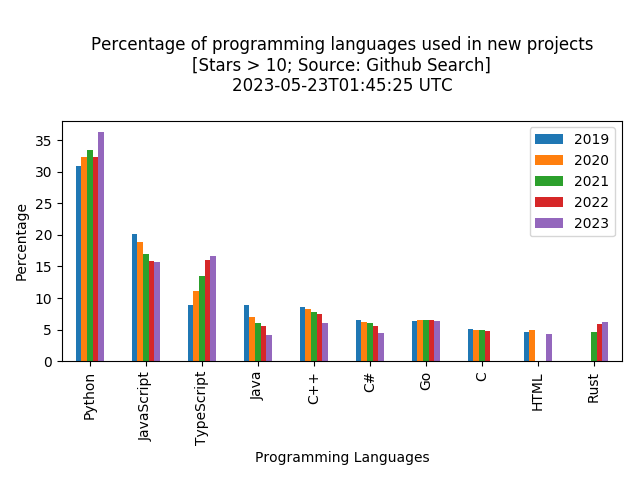 Percentage of programming languages used in new projects
[Stars > 10; Source: Github Search]
2023-05-23T01:45:25 UTC
2019
2020
2021
2022
2023
Percentage
35
30
25
20
15
10
5
0
Python
JavaScript
TypeScript
Java
C++
C#
Go
C
HTML
Rust
Programming Languages